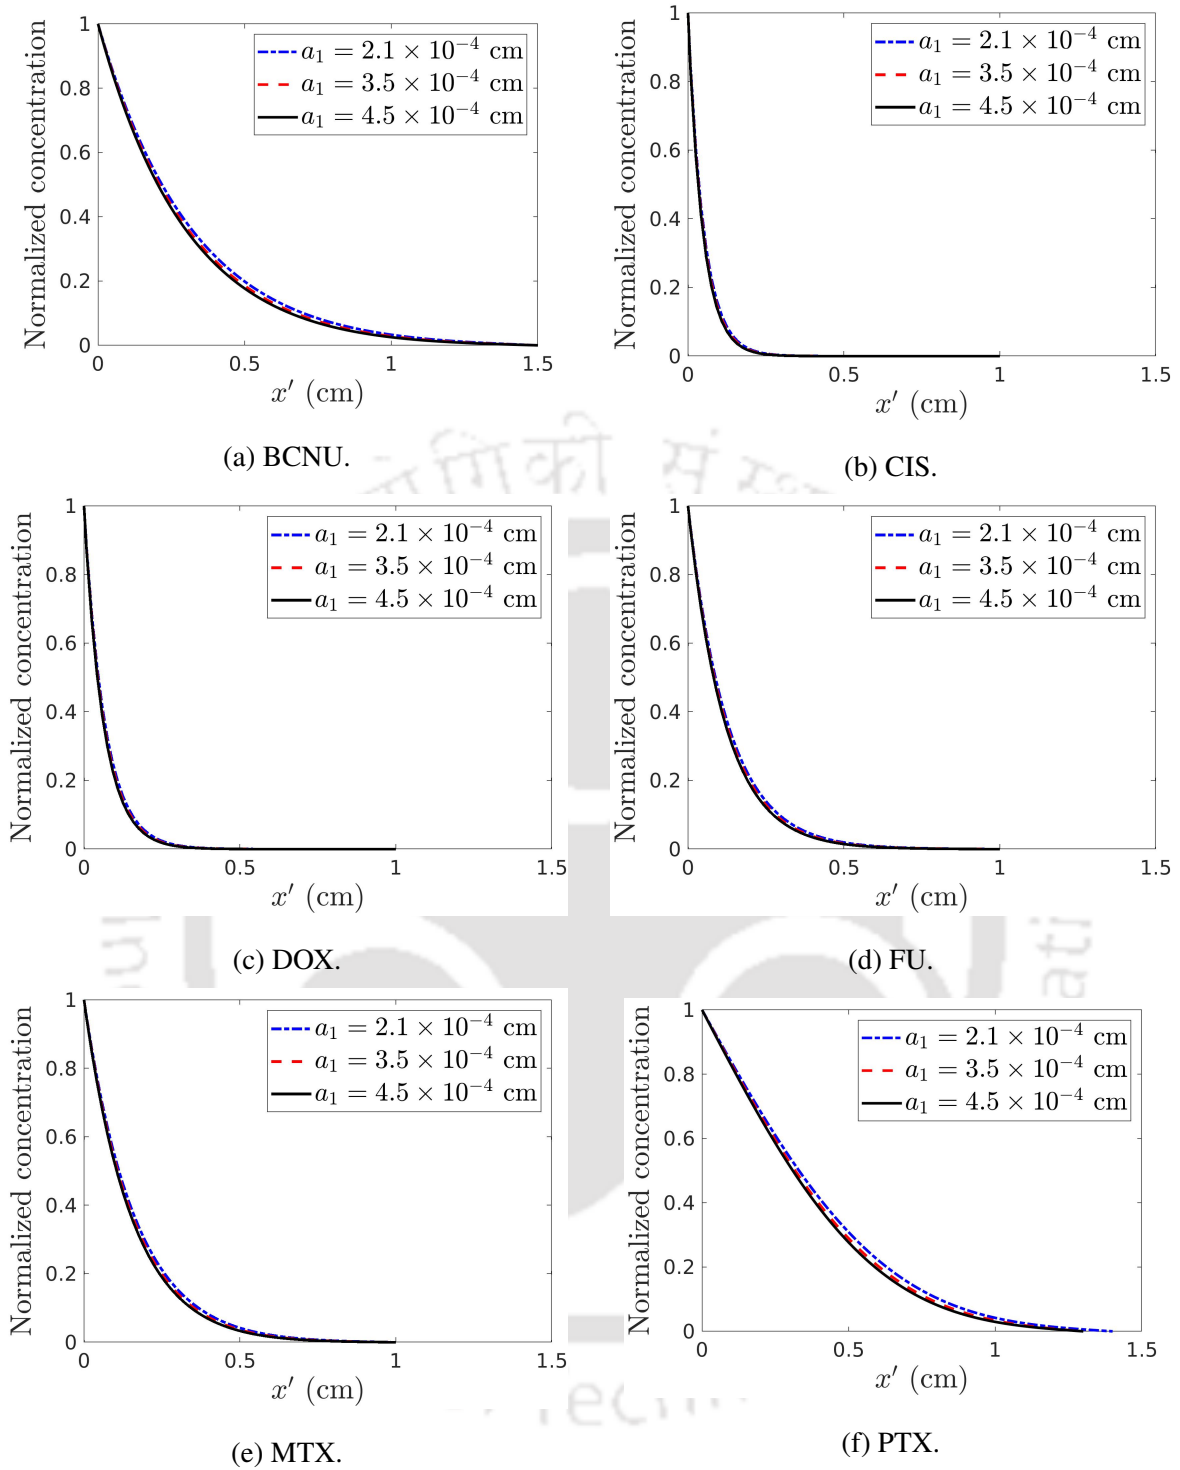 Normalized concentration
1
0.8
0.6
0.4
0.2
0
0 0.5 1 1.5
x′ (cm)
a₁ = 2.1 × 10⁻⁴ cm
a₁ = 3.5 × 10⁻⁴ cm
a₁ = 4.5 × 10⁻⁴ cm
(a) BCNU.
Normalized concentration
1
0.8
0.6
0.4
0.2
0
0 0.5 1 1.5
x′ (cm)
a₁ = 2.1 × 10⁻⁴ cm
a₁ = 3.5 × 10⁻⁴ cm
a₁ = 4.5 × 10⁻⁴ cm
(b) CIS.
Normalized concentration
1
0.8
0.6
0.4
0.2
0
0 0.5 1 1.5
x′ (cm)
a₁ = 2.1 × 10⁻⁴ cm
a₁ = 3.5 × 10⁻⁴ cm
a₁ = 4.5 × 10⁻⁴ cm
(c) DOX.
Normalized concentration
1
0.8
0.6
0.4
0.2
0
0 0.5 1 1.5
x′ (cm)
a₁ = 2.1 × 10⁻⁴ cm
a₁ = 3.5 × 10⁻⁴ cm
a₁ = 4.5 × 10⁻⁴ cm
(d) FU.
Normalized concentration
1
0.8
0.6
0.4
0.2
0
0 0.5 1 1.5
x′ (cm)
a₁ = 2.1 × 10⁻⁴ cm
a₁ = 3.5 × 10⁻⁴ cm
a₁ = 4.5 × 10⁻⁴ cm
(e) MTX.
Normalized concentration
1
0.8
0.6
0.4
0.2
0
0 0.5 1 1.5
x′ (cm)
a₁ = 2.1 × 10⁻⁴ cm
a₁ = 3.5 × 10⁻⁴ cm
a₁ = 4.5 × 10⁻⁴ cm
(f) PTX.